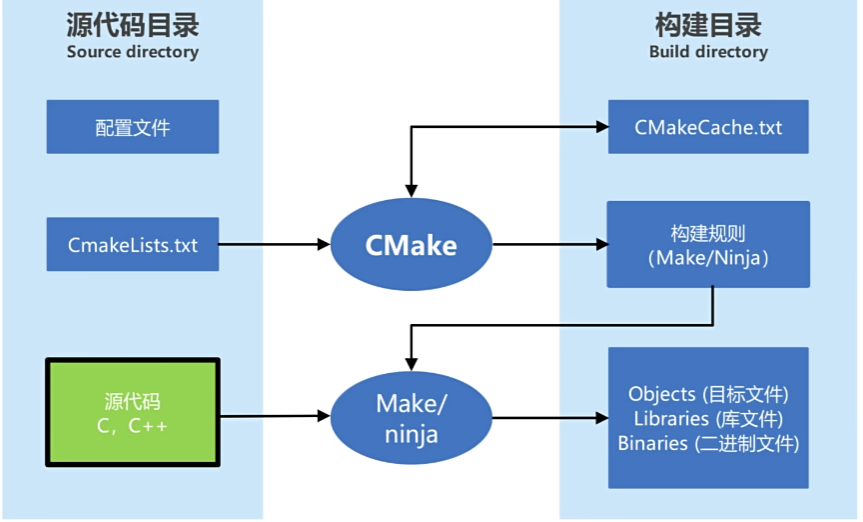 源代码目录
Source directory
构建目录
Build directory
配置文件
CMakeCache.txt
CmakeLists.txt
CMake
构建规则
（Make/Ninja）
源代码
C，C++
Make/
ninja
Objects (目标文件)
Libraries (库文件)
Binaries (二进制文件)